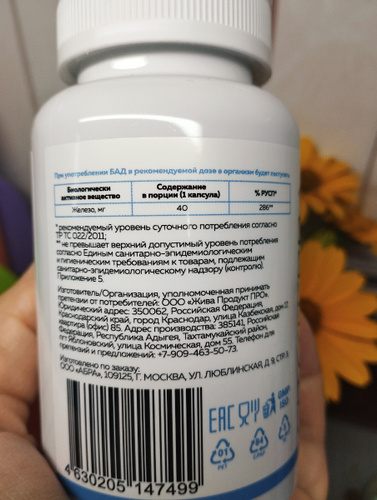 При употреблении БАД в рекомендуемой дозе в организм будет поступать
Биологически активное вещество
Содержание в порции (1 капсула)
% РУСП*
Железо, мг
40
286**
* рекомендуемый уровень суточного потребления согласно
ТР ТС 022/2011;
** не превышает верхний допустимый уровень потребления
согласно Единым санитарно-эпидемиологическим
и гигиеническим требованиям к товарам, подлежащим
санитарно-эпидемиологическому надзору (контролю).
Приложение 5.
Изготовитель/Организация, уполномоченная принимать
претензии от потребителей: ООО «Жива Продукт ПРО».
Юридический адрес: 350062, Российская Федерация,
Краснодарский край, город Краснодар, улица Казбекская, дом 17,
квартира (офис) 85. Адрес производства: 385141, Российская
Федерация, Республика Адыгея, Тахтамукайский район,
пгт Яблоновский, улица Космическая, дом 55. Телефон для
претензий и предложений: +7-909-463-50-73.
Изготовлено по заказу:
ООО «АБРА», 109125, Г. МОСКВА, УЛ. ЛЮБЛИНСКАЯ, Д. 9, СТР.
4 630205 147499
EAC
GMP
ISO
01
PET
84